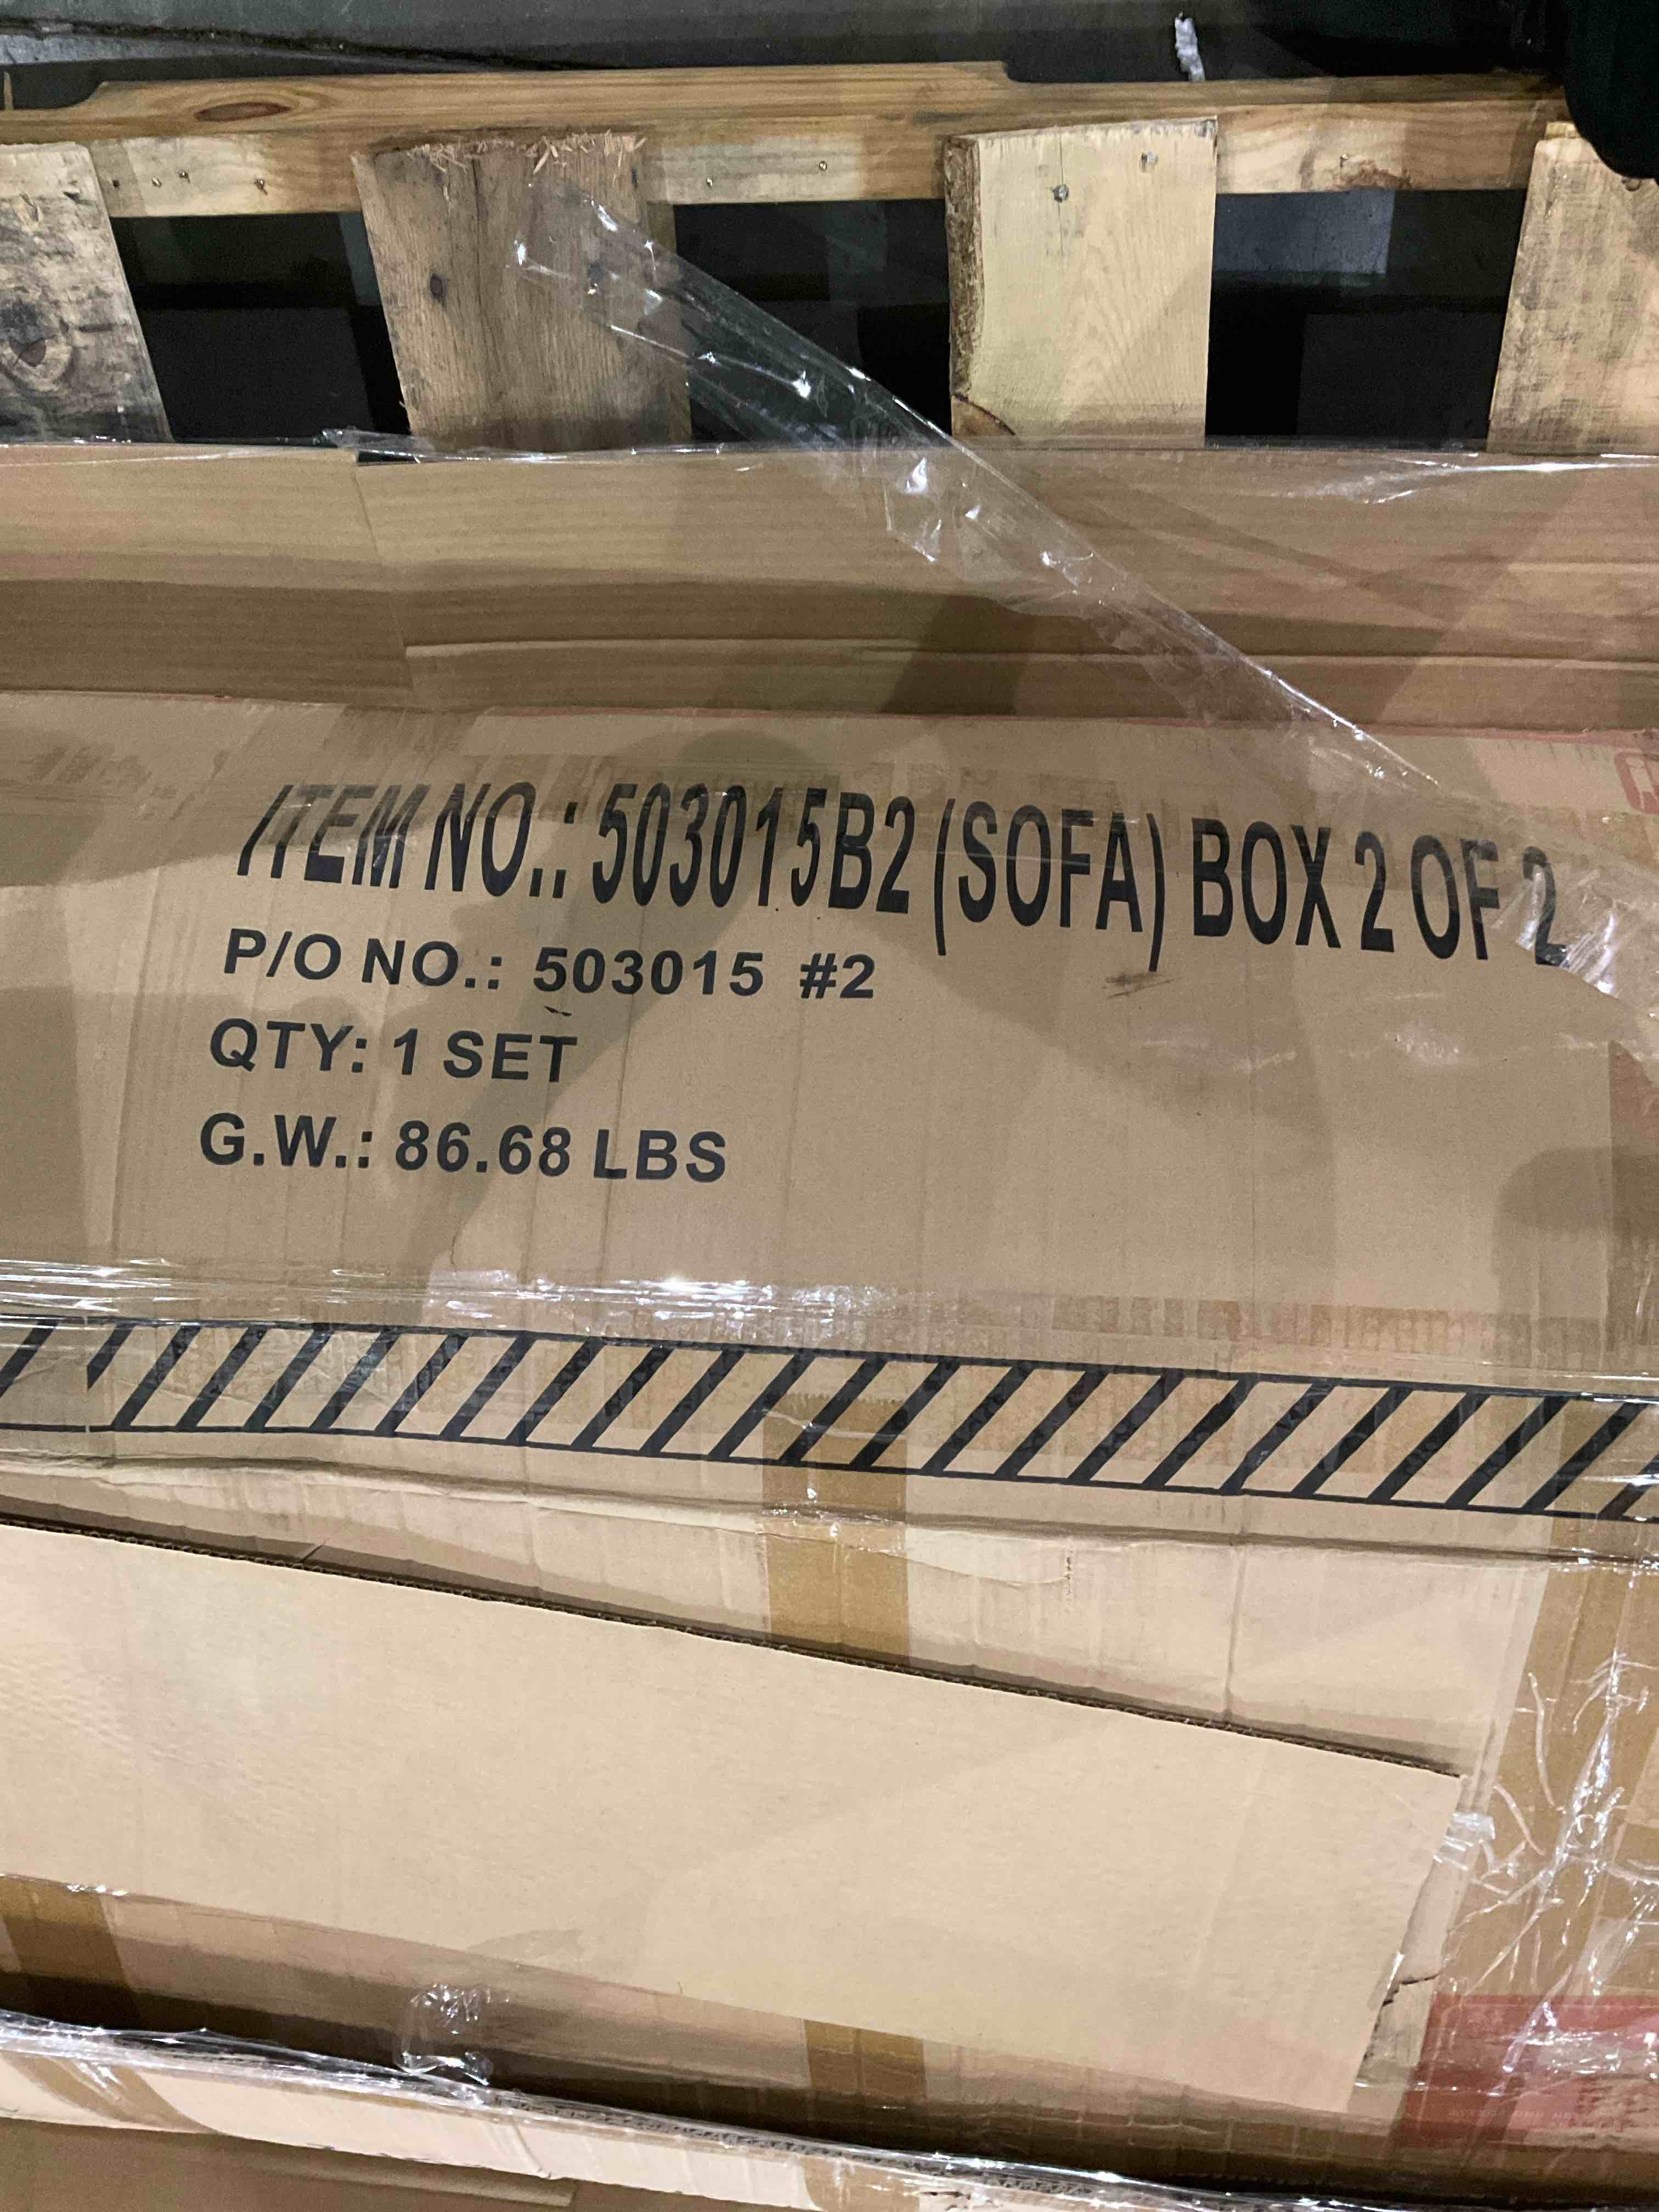 ITEM NO.: 503015B2 (SOFA) BOX 2 OF 2
P/O NO.: 503015 #2
QTY: 1 SET
G.W.: 86.68 LBS